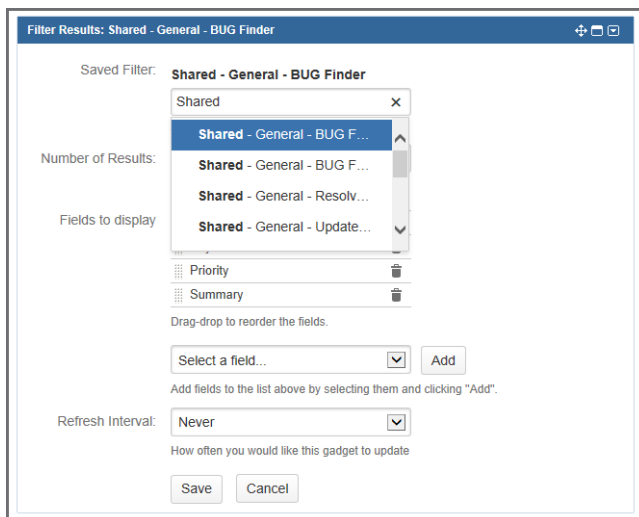 Filter Results: Shared - General - BUG Finder
Saved Filter: Shared - General - BUG Finder
Shared
Shared - General - BUG F...
Number of Results: Shared - General - BUG F...
Shared - General - Resolv...
Fields to display
Shared - General - Update...
Priority
Summary
Drag-drop to reorder the fields.
Select a field... Add
Add fields to the list above by selecting them and clicking "Add".
Refresh Interval: Never
How often you would like this gadget to update
Save Cancel